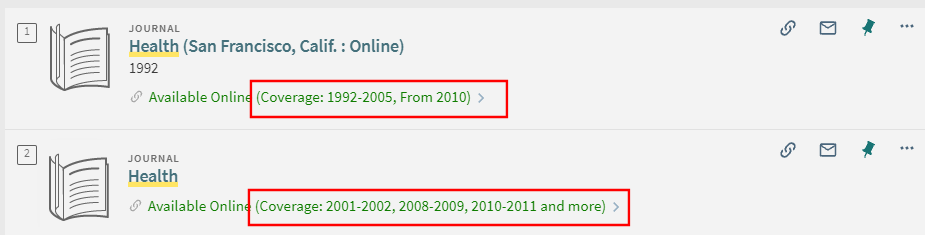 1
JOURNAL
Health (San Francisco, Calif. : Online)
1992
Available Online (Coverage: 1992-2005, From 2010)
2
JOURNAL
Health
Available Online (Coverage: 2001-2002, 2008-2009, 2010-2011 and more)